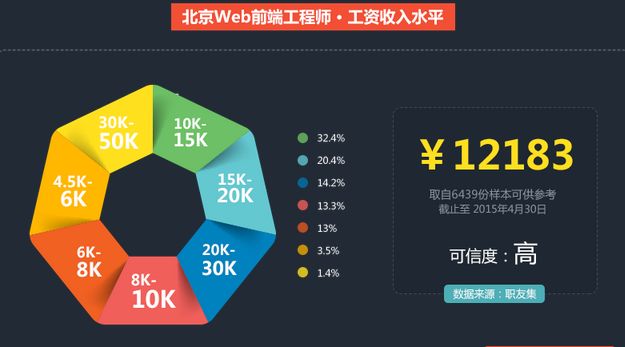 北京Web前端工程师·工资收入水平
30K-
50K
10K-
15K
4.5K-
6K
15K-
20K
6K-
8K
20K-
30K
8K-
10K
32.4%
20.4%
14.2%
13.3%
13%
3.5%
1.4%
￥12183
取自6439份样本可供参考
截止至 2015年4月30日
可信度：高
数据来源：职友集